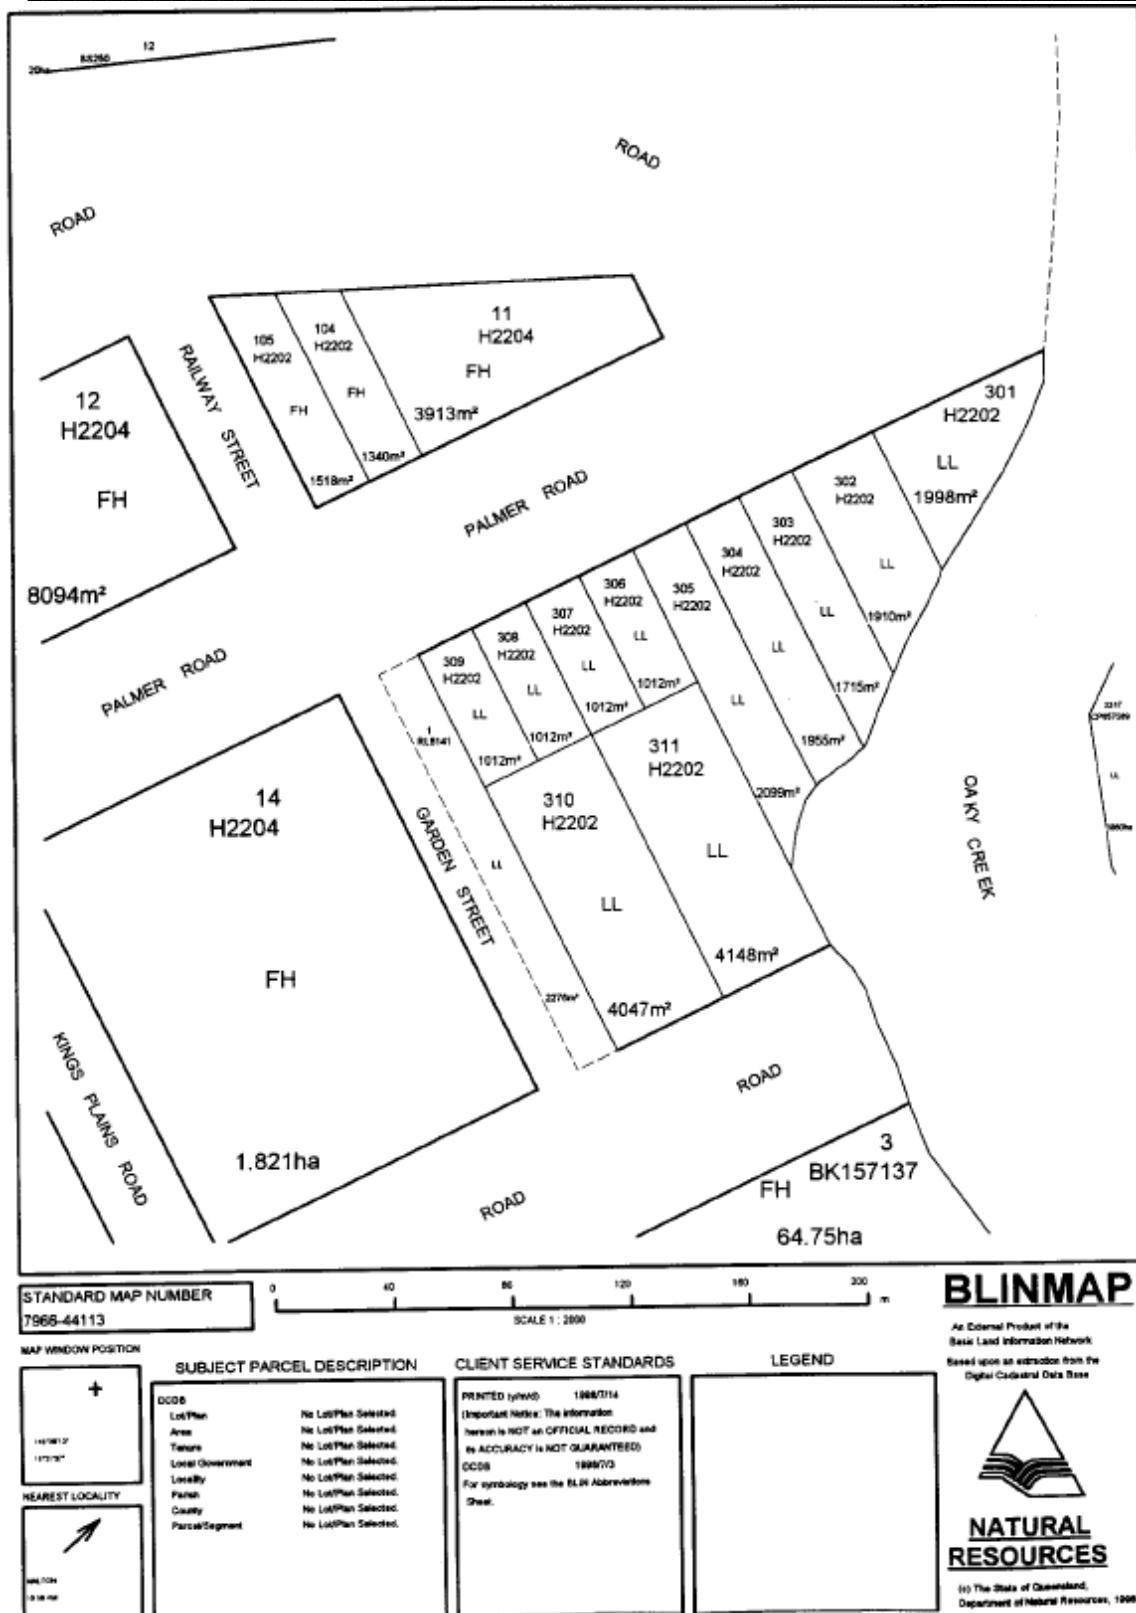 12
BS250
ROAD
ROAD
11
H2204
FH
3913m²
105
H2202
FH
1518m²
104
H2202
FH
1340m²
RAILWAY STREET
12
H2204
FH
8094m²
PALMER ROAD
301
H2202
LL
1998m²
302
H2202
LL
1910m²
303
H2202
LL
1715m²
304
H2202
LL
1955m²
305
H2202
LL
2099m²
306
H2202
LL
1012m²
307
H2202
LL
1012m²
308
H2202
LL
1012m²
309
H2202
LL
1012m²
PALMER ROAD
1
RL8141
LL
2276m²
GARDEN STREET
310
H2202
LL
4047m²
311
H2202
LL
4148m²
14
H2204
FH
1.821ha
OAKY CREEK
LL
KINGS PLAINS ROAD
ROAD
ROAD
3
BK157137
FH
64.75ha
STANDARD MAP NUMBER
7966-44113
0 40 80 120 160 200 m
SCALE 1 : 2000
BLINMAP
An External Product of the
Basic Land Information Network
Based upon an extraction from the
Digital Cadastral Data Base
MAP WINDOW POSITION
NEAREST LOCALITY
SUBJECT PARCEL DESCRIPTION
DCDB
Lot/Plan No Lot/Plan Selected.
Area No Lot/Plan Selected.
Tenure No Lot/Plan Selected.
Local Government No Lot/Plan Selected.
Locality No Lot/Plan Selected.
Parish No Lot/Plan Selected.
County No Lot/Plan Selected.
Parcel/Segment No Lot/Plan Selected.
CLIENT SERVICE STANDARDS
PRINTED (y/m/d)
(Important Notice: The information
hereon is NOT an OFFICIAL RECORD and
its ACCURACY is NOT GUARANTEED)
DCDB
For symbology see the BLIN Abbreviations
Sheet.
LEGEND
NATURAL
RESOURCES
(c) The State of Queensland,
Department of Natural Resources, 1998